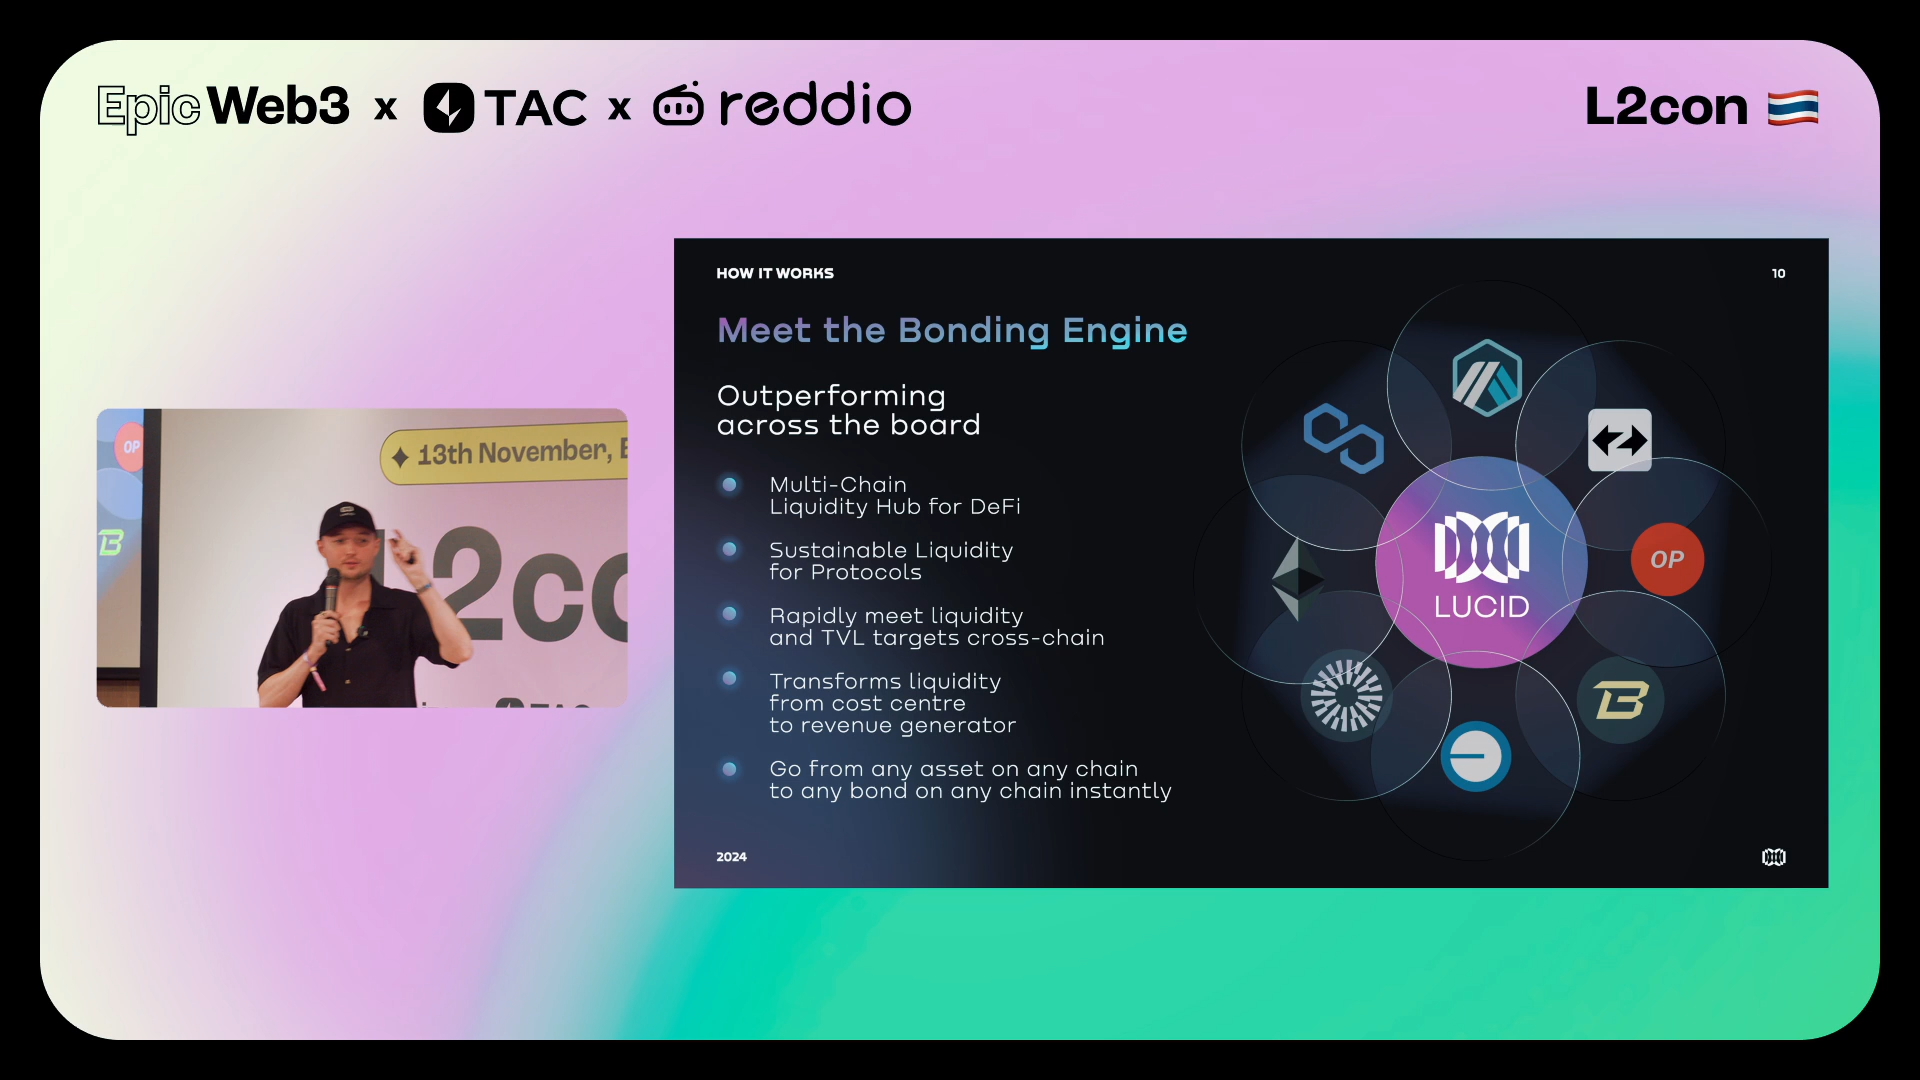 Epic Web3 x TAC x reddio
L2con
OP
B
13th November,
L2co
HOW IT WORKS
10
Meet the Bonding Engine
Outperforming
across the board
Multi-Chain
Liquidity Hub for DeFi
Sustainable Liquidity
for Protocols
Rapidly meet liquidity
and TVL targets cross-chain
Transforms liquidity
from cost centre
to revenue generator
Go from any asset on any chain
to any bond on any chain instantly
OP
LUCID
B
2024